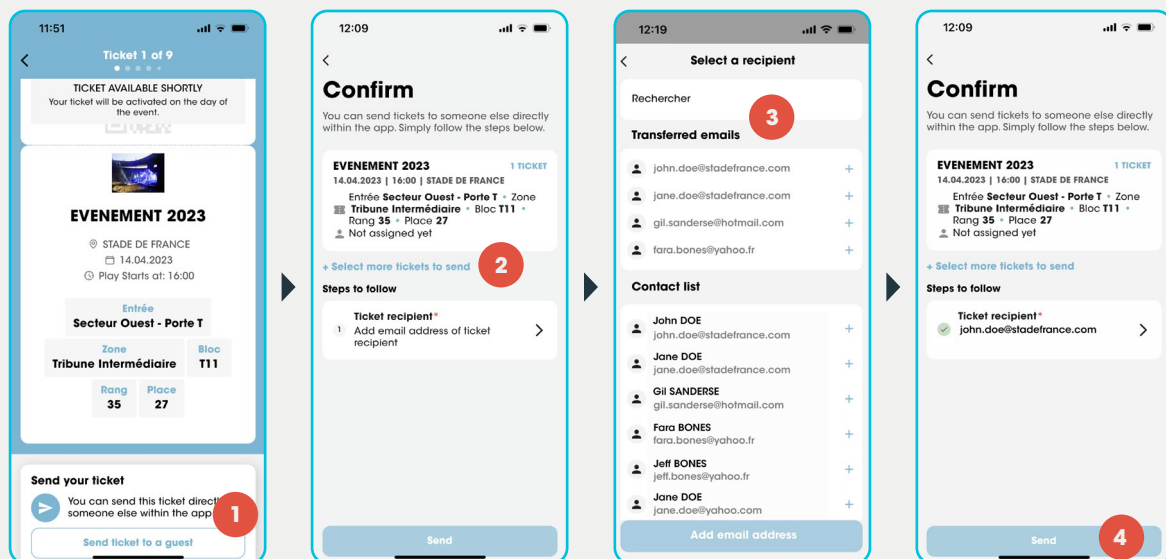 11:51
Ticket 1 of 9
TICKET AVAILABLE SHORTLY
Your ticket will be activated on the day of
the event.
EVENEMENT 2023
STADE DE FRANCE
14.04.2023
Play Starts at: 16:00
Entrée
Secteur Ouest - Porte T
Zone Bloc
Tribune Intermédiaire T11
Rang Place
35 27
Send your ticket
You can send this ticket
someone else within the app
1
Send ticket to a guest
12:09
Confirm
You can send tickets to someone else directly
within the app. Simply follow the steps below.
EVENEMENT 2023 1 TICKET
14.04.2023 | 16:00 | STADE DE FRANCE
Entrée Secteur Ouest - Porte T • Zone
Tribune Intermédiaire • Bloc T11 •
Rang 35 • Place 27
Not assigned yet
+ Select more tickets to send
2
Steps to follow
Ticket recipient*
1 Add email address of ticket
recipient
Send
12:19
Select a recipient
Rechercher
3
Transferred emails
john.doe@stadefrance.com +
jane.doe@stadefrance.com +
gil.sanderse@hotmail.com +
fara.bones@yahoo.fr +
Contact list
John DOE
john.doe@stadefrance.com +
Jane DOE
jane.doe@stadefrance.com +
Gil SANDERSE
gil.sanderse@hotmail.com +
Fara BONES
fara.bones@yahoo.fr +
Jeff BONES
jeff.bones@yahoo.fr +
Jane DOE
jane.doe@yahoo.com +
Add email address
12:09
Confirm
You can send tickets to someone else directly
within the app. Simply follow the steps below.
EVENEMENT 2023 1 TICKET
14.04.2023 | 16:00 | STADE DE FRANCE
Entrée Secteur Ouest - Porte T • Zone
Tribune Intermédiaire • Bloc T11 •
Rang 35 • Place 27
Not assigned yet
+ Select more tickets to send
Steps to follow
Ticket recipient*
john.doe@stadefrance.com
Send
4